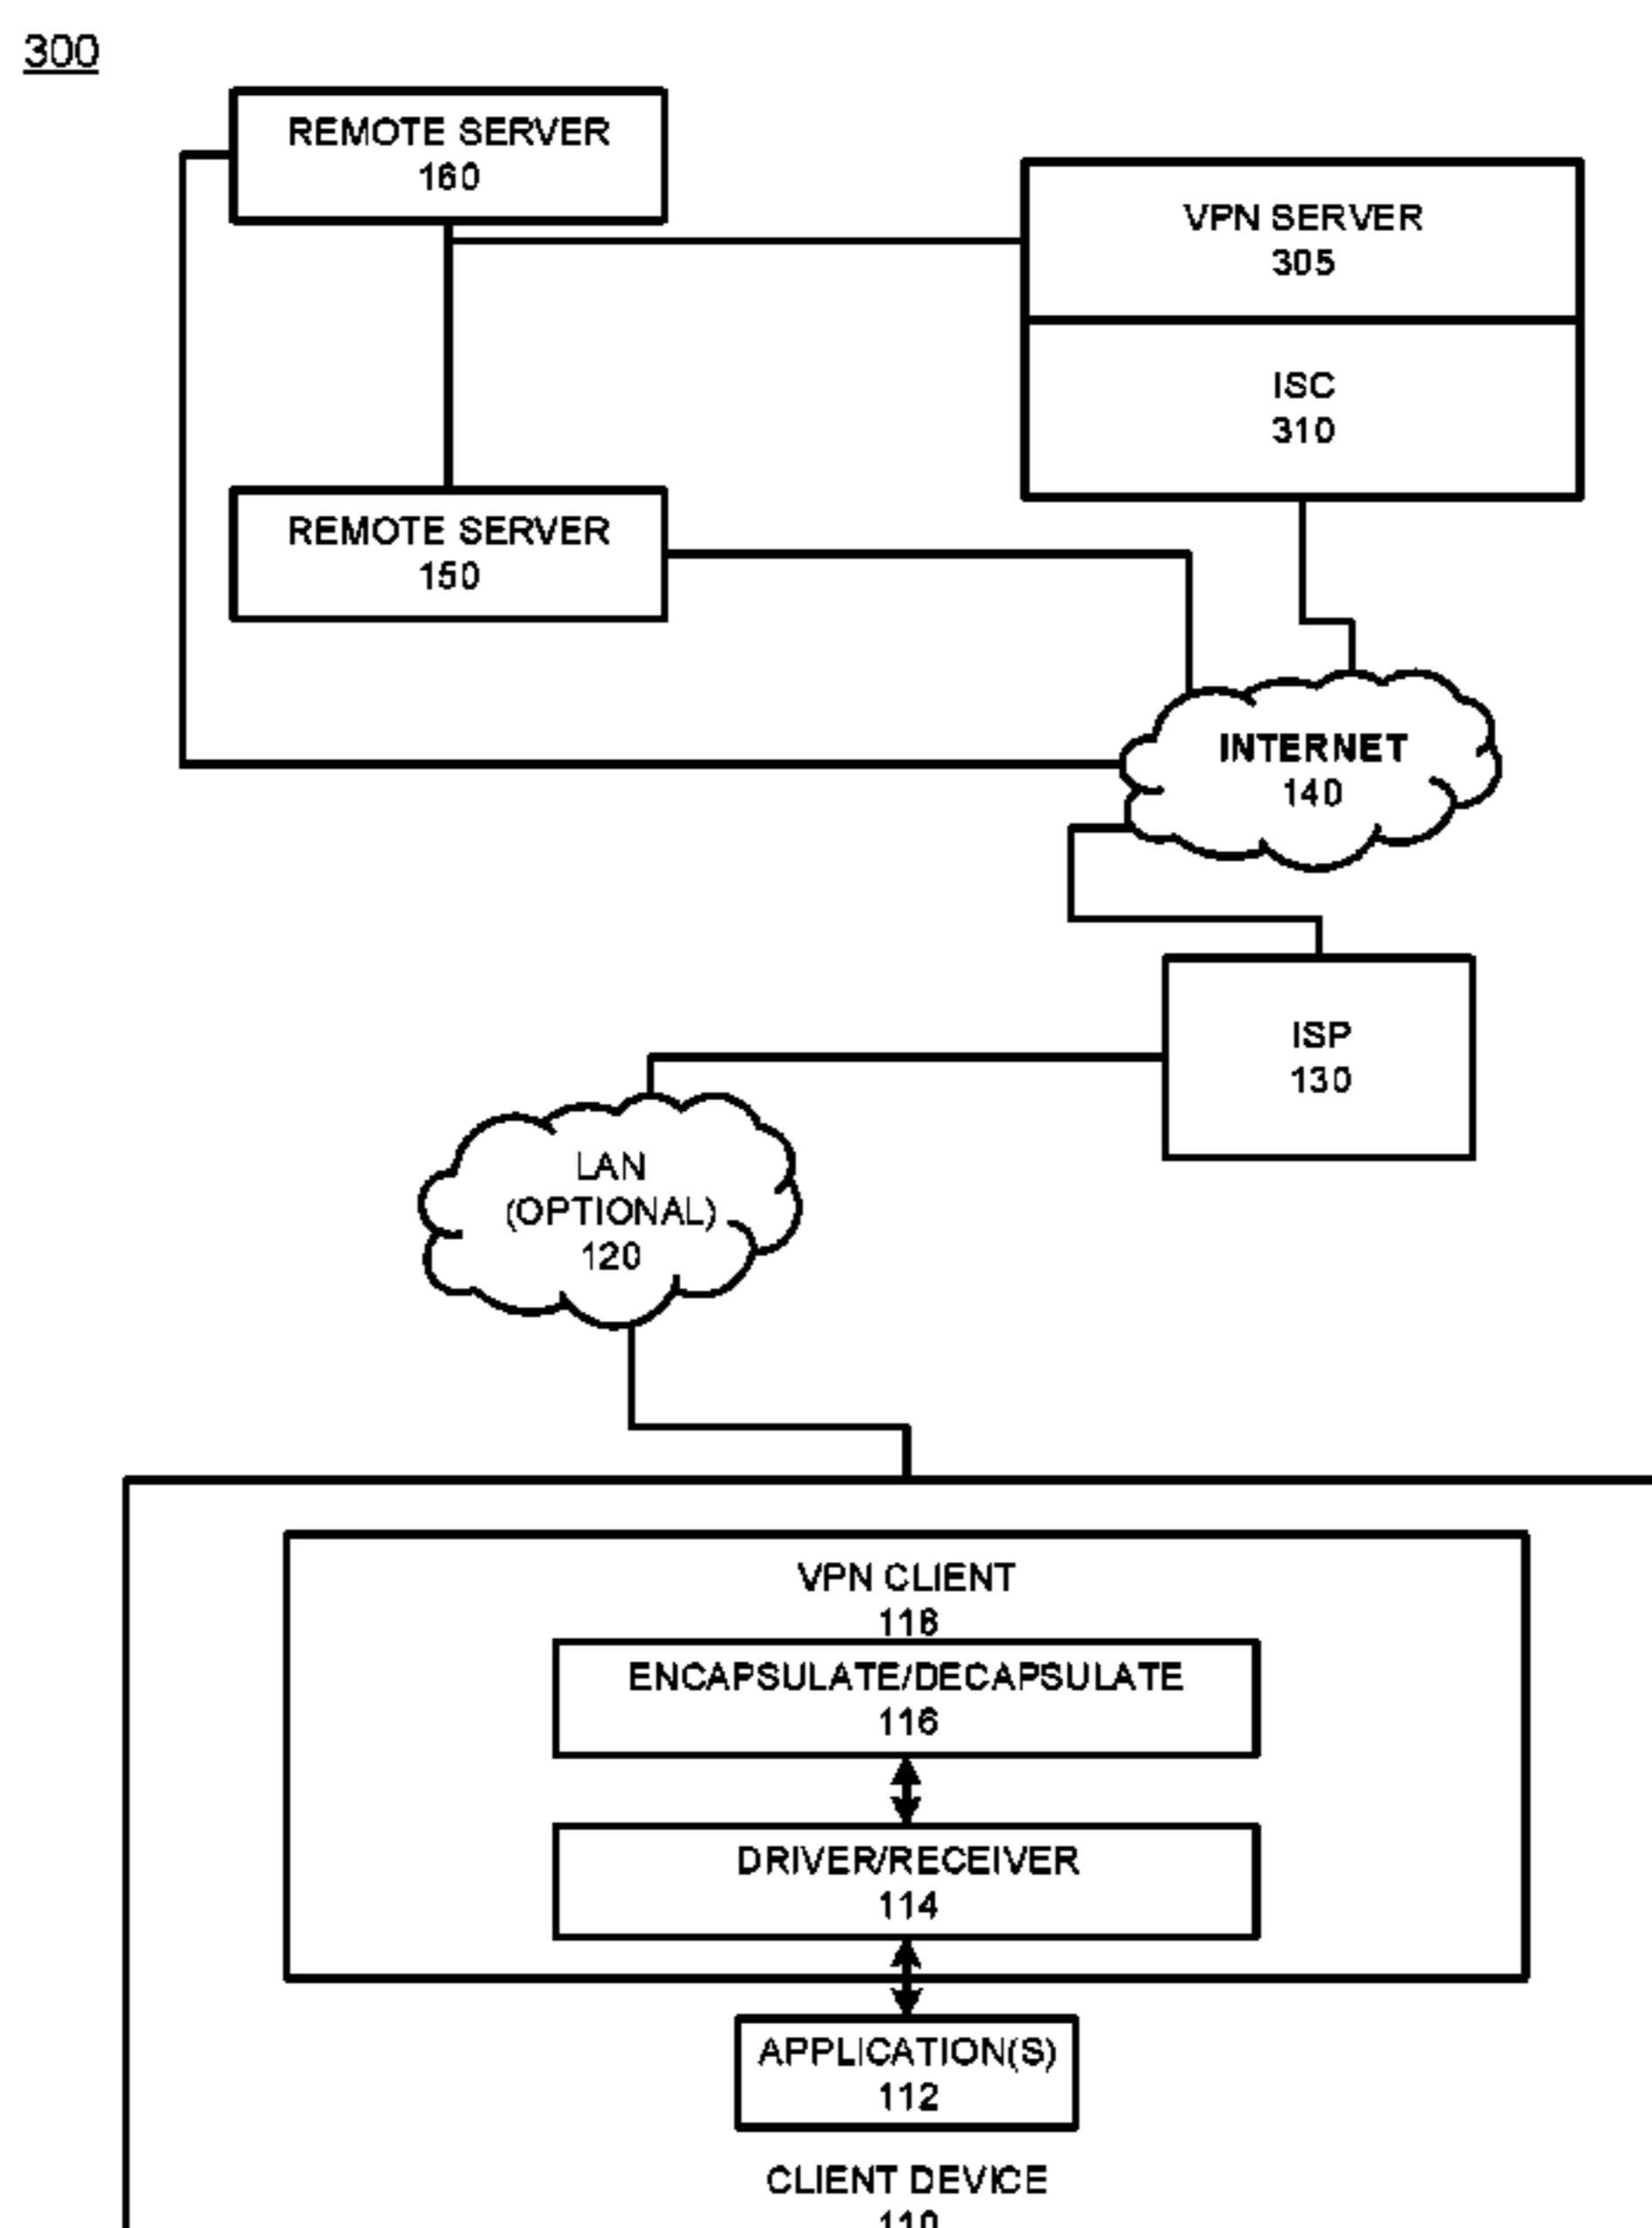 300
REMOTE SERVER
160
VPN SERVER
305
ISC
310
REMOTE SERVER
150
INTERNET
140
ISP
130
LAN
(OPTIONAL)
120
VPN CLIENT
118
ENCAPSULATE/DECAPSULATE
116
DRIVER/RECEIVER
114
APPLICATION(S)
112
CLIENT DEVICE
110